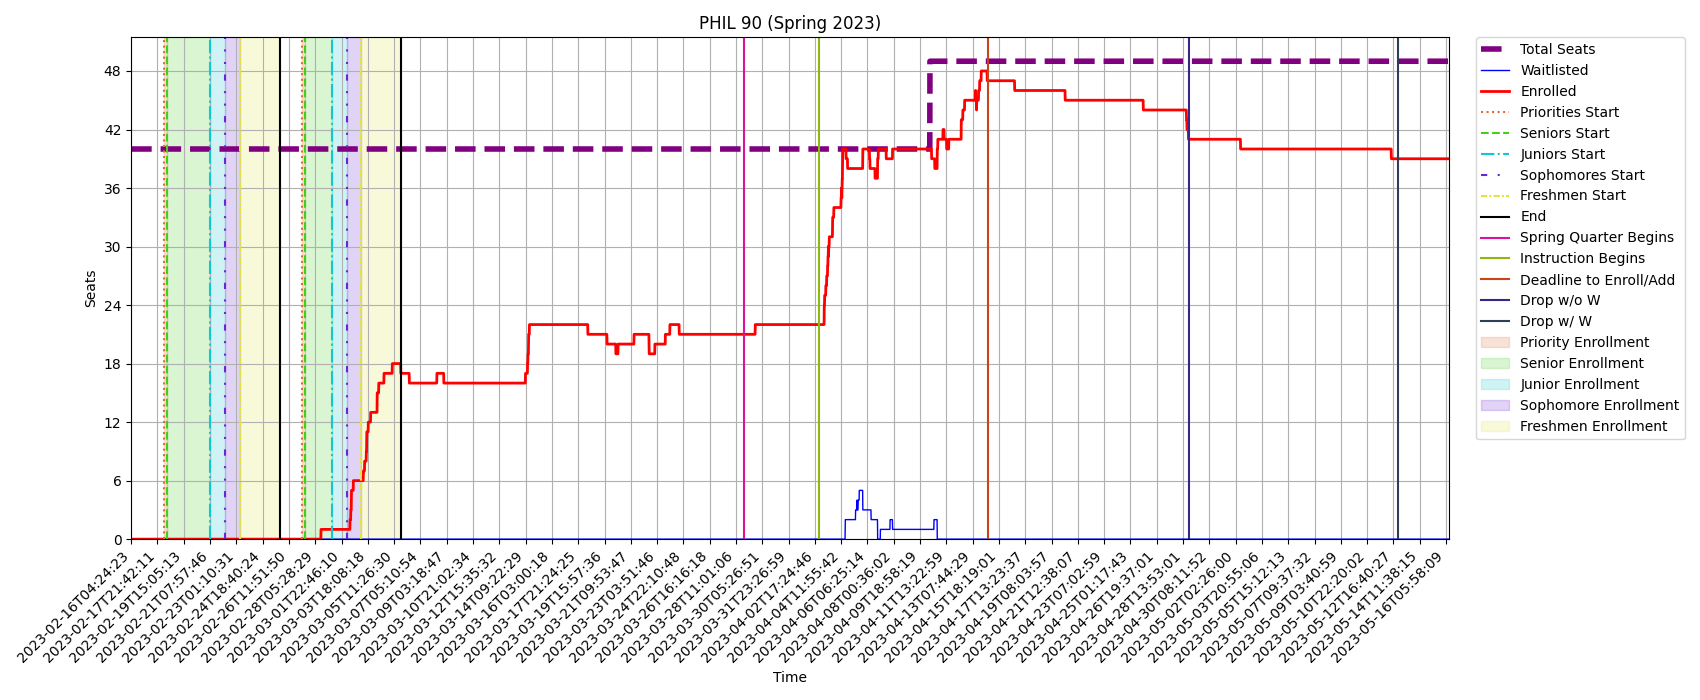 PHIL 90 (Spring 2023)
Seats
48
42
36
30
24
18
12
6
0
2023-02-16T04:24:23
2023-02-17T21:42:11
2023-02-19T15:05:13
2023-02-21T07:57:46
2023-02-23T01:10:31
2023-02-24T18:40:24
2023-02-26T11:51:50
2023-02-28T05:28:29
2023-03-01T22:46:10
2023-03-03T18:08:18
2023-03-05T11:26:30
2023-03-07T05:10:54
2023-03-09T03:18:47
2023-03-10T21:02:34
2023-03-12T15:35:32
2023-03-14T09:22:29
2023-03-16T03:00:18
2023-03-17T21:24:25
2023-03-19T15:57:36
2023-03-21T09:53:47
2023-03-23T03:51:46
2023-03-24T22:10:48
2023-03-26T16:16:18
2023-03-28T11:01:06
2023-03-30T05:26:51
2023-03-31T23:26:59
2023-04-02T17:24:46
2023-04-04T11:55:42
2023-04-06T06:25:14
2023-04-08T00:36:02
2023-04-09T18:58:19
2023-04-11T13:22:59
2023-04-13T07:44:29
2023-04-15T18:19:01
2023-04-17T13:23:37
2023-04-19T08:03:57
2023-04-21T12:38:07
2023-04-23T07:02:59
2023-04-25T01:17:43
2023-04-26T19:37:01
2023-04-28T13:53:01
2023-04-30T08:11:52
2023-05-02T02:26:00
2023-05-03T20:55:06
2023-05-05T15:12:13
2023-05-07T09:37:32
2023-05-09T03:40:59
2023-05-10T22:20:02
2023-05-12T16:40:27
2023-05-14T11:38:15
2023-05-16T05:58:09
Time
Total Seats
Waitlisted
Enrolled
Priorities Start
Seniors Start
Juniors Start
Sophomores Start
Freshmen Start
End
Spring Quarter Begins
Instruction Begins
Deadline to Enroll/Add
Drop w/o W
Drop w/ W
Priority Enrollment
Senior Enrollment
Junior Enrollment
Sophomore Enrollment
Freshmen Enrollment